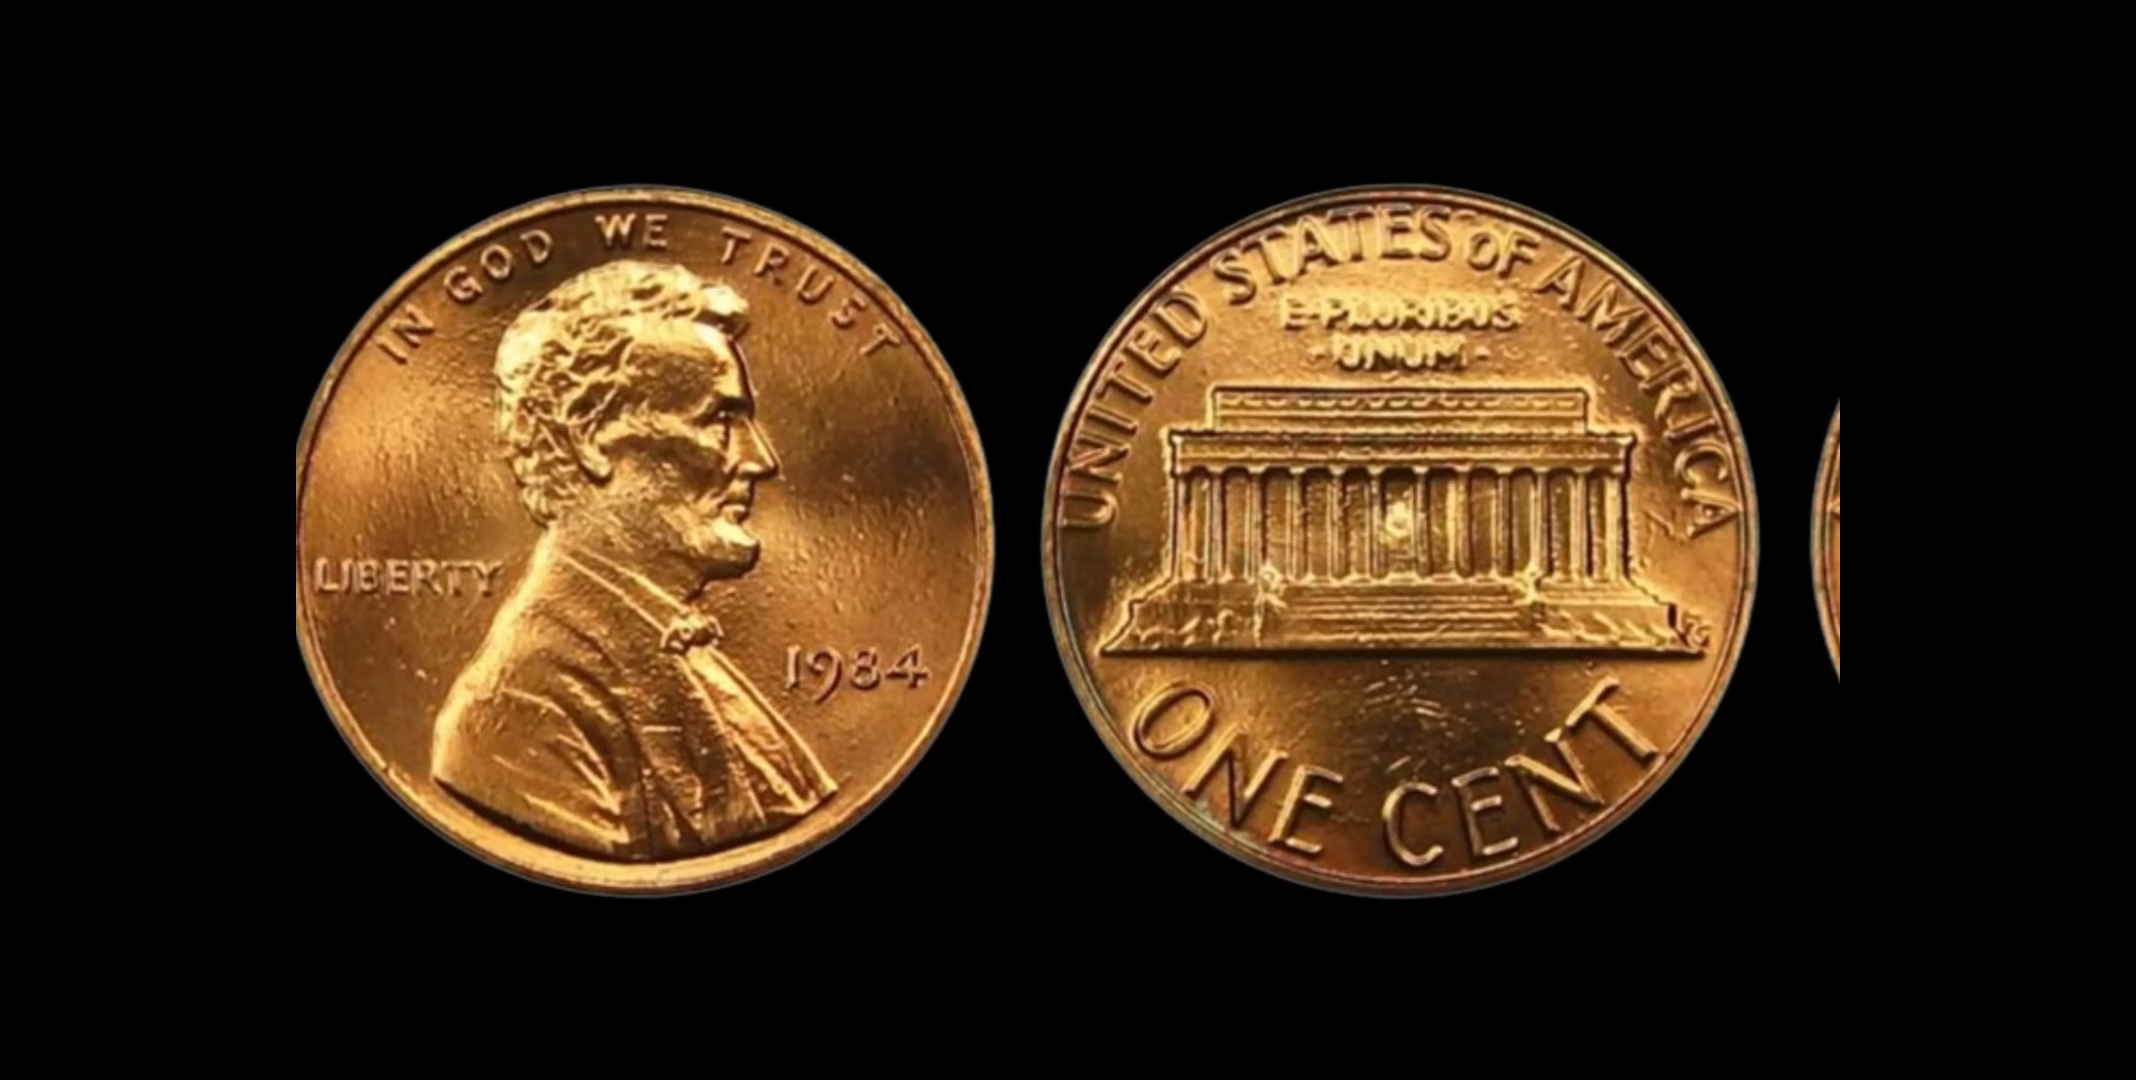 IN GOD WE TRUST
LIBERTY
1984
UNITED STATES OF AMERICA
E·PLURIBUS
·UNUM·
ONE CENT